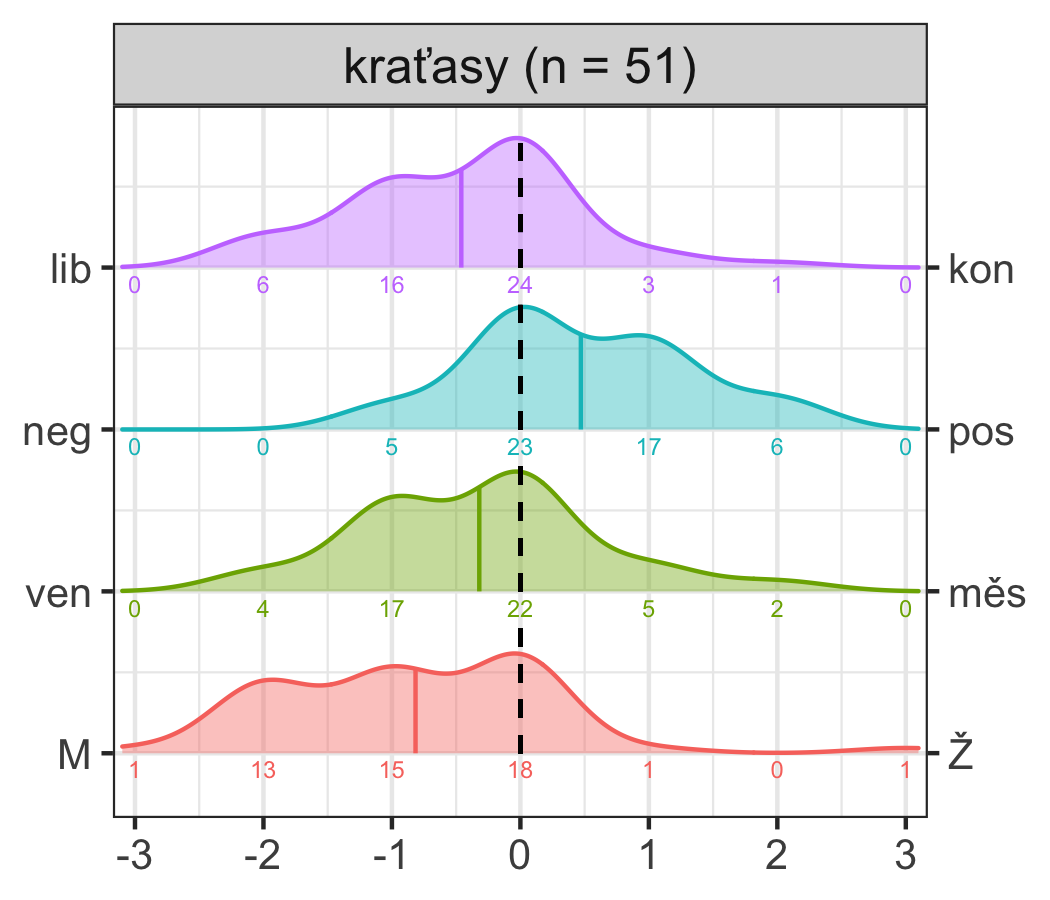 kraťasy (n = 51)
lib kon
0 6 16 24 3 1 0
neg pos
0 0 5 23 17 6 0
ven měs
0 4 17 22 5 2 0
M Ž
1 13 15 18 1 0 1
-3 -2 -1 0 1 2 3